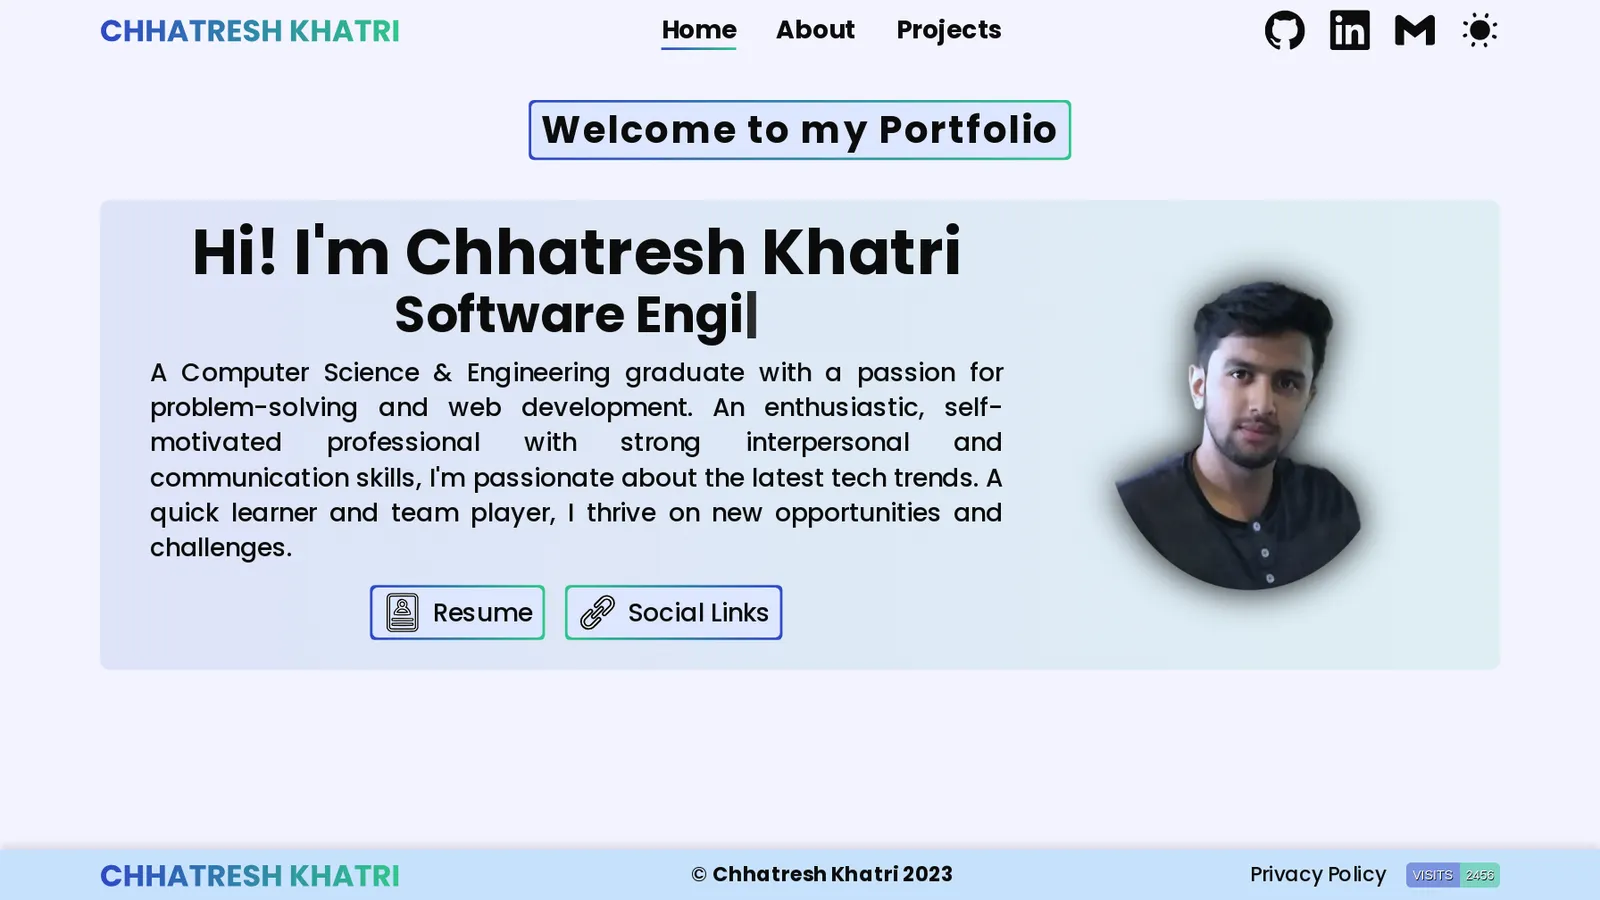 CHHATRESH KHATRI
Home About Projects
Welcome to my Portfolio
Hi! I'm Chhatresh Khatri
Software Engi
A Computer Science & Engineering graduate with a passion for
problem-solving and web development. An enthusiastic, self-
motivated professional with strong interpersonal and
communication skills, I'm passionate about the latest tech trends. A
quick learner and team player, I thrive on new opportunities and
challenges.
Resume Social Links
CHHATRESH KHATRI
© Chhatresh Khatri 2023
Privacy Policy VISITS 2456